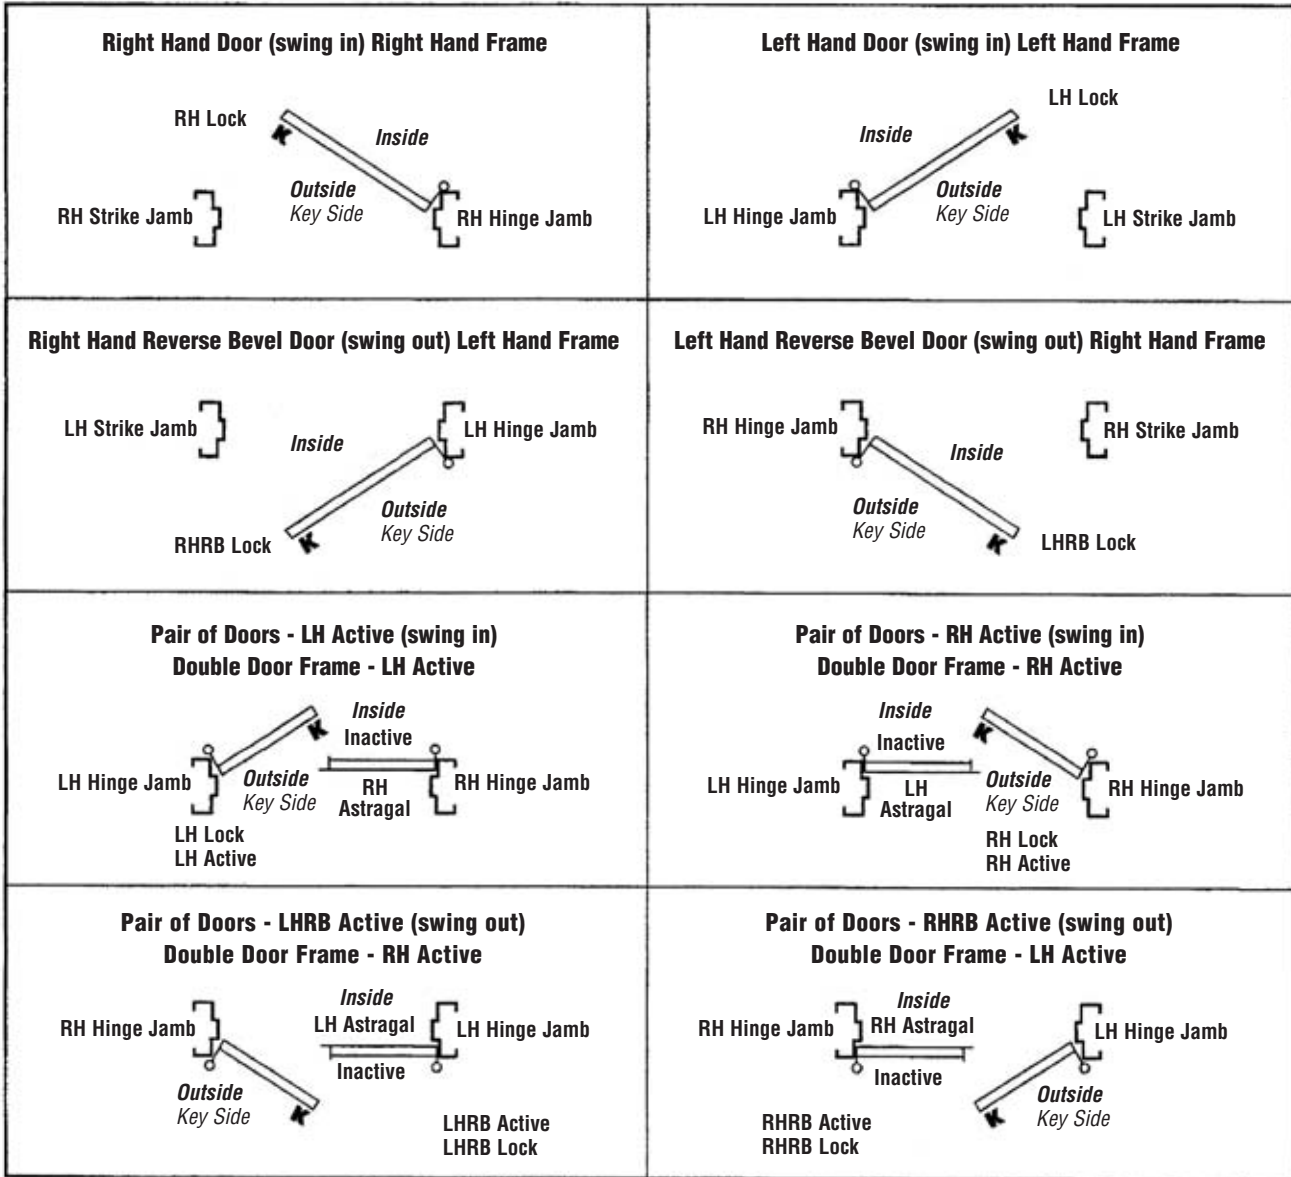 Right Hand Door (swing in) Right Hand Frame
RH Lock
K
Inside
Outside
Key Side
RH Strike Jamb
RH Hinge Jamb
Left Hand Door (swing in) Left Hand Frame
LH Lock
K
Inside
Outside
Key Side
LH Hinge Jamb
LH Strike Jamb
Right Hand Reverse Bevel Door (swing out) Left Hand Frame
LH Strike Jamb
Inside
LH Hinge Jamb
Outside
Key Side
RHRB Lock
K
Left Hand Reverse Bevel Door (swing out) Right Hand Frame
RH Hinge Jamb
Inside
RH Strike Jamb
Outside
Key Side
K
LHRB Lock
Pair of Doors - LH Active (swing in)
Double Door Frame - LH Active
K
Inside
Inactive
LH Hinge Jamb
Outside
Key Side
RH
Astragal
RH Hinge Jamb
LH Lock
LH Active
Pair of Doors - RH Active (swing in)
Double Door Frame - RH Active
Inside
Inactive
K
LH Hinge Jamb
LH
Astragal
Outside
Key Side
RH Hinge Jamb
RH Lock
RH Active
Pair of Doors - LHRB Active (swing out)
Double Door Frame - RH Active
Inside
LH Astragal
RH Hinge Jamb
LH Hinge Jamb
Inactive
Outside
Key Side
K
LHRB Active
LHRB Lock
Pair of Doors - RHRB Active (swing out)
Double Door Frame - LH Active
Inside
RH Astragal
RH Hinge Jamb
LH Hinge Jamb
Inactive
Outside
Key Side
K
RHRB Active
RHRB Lock